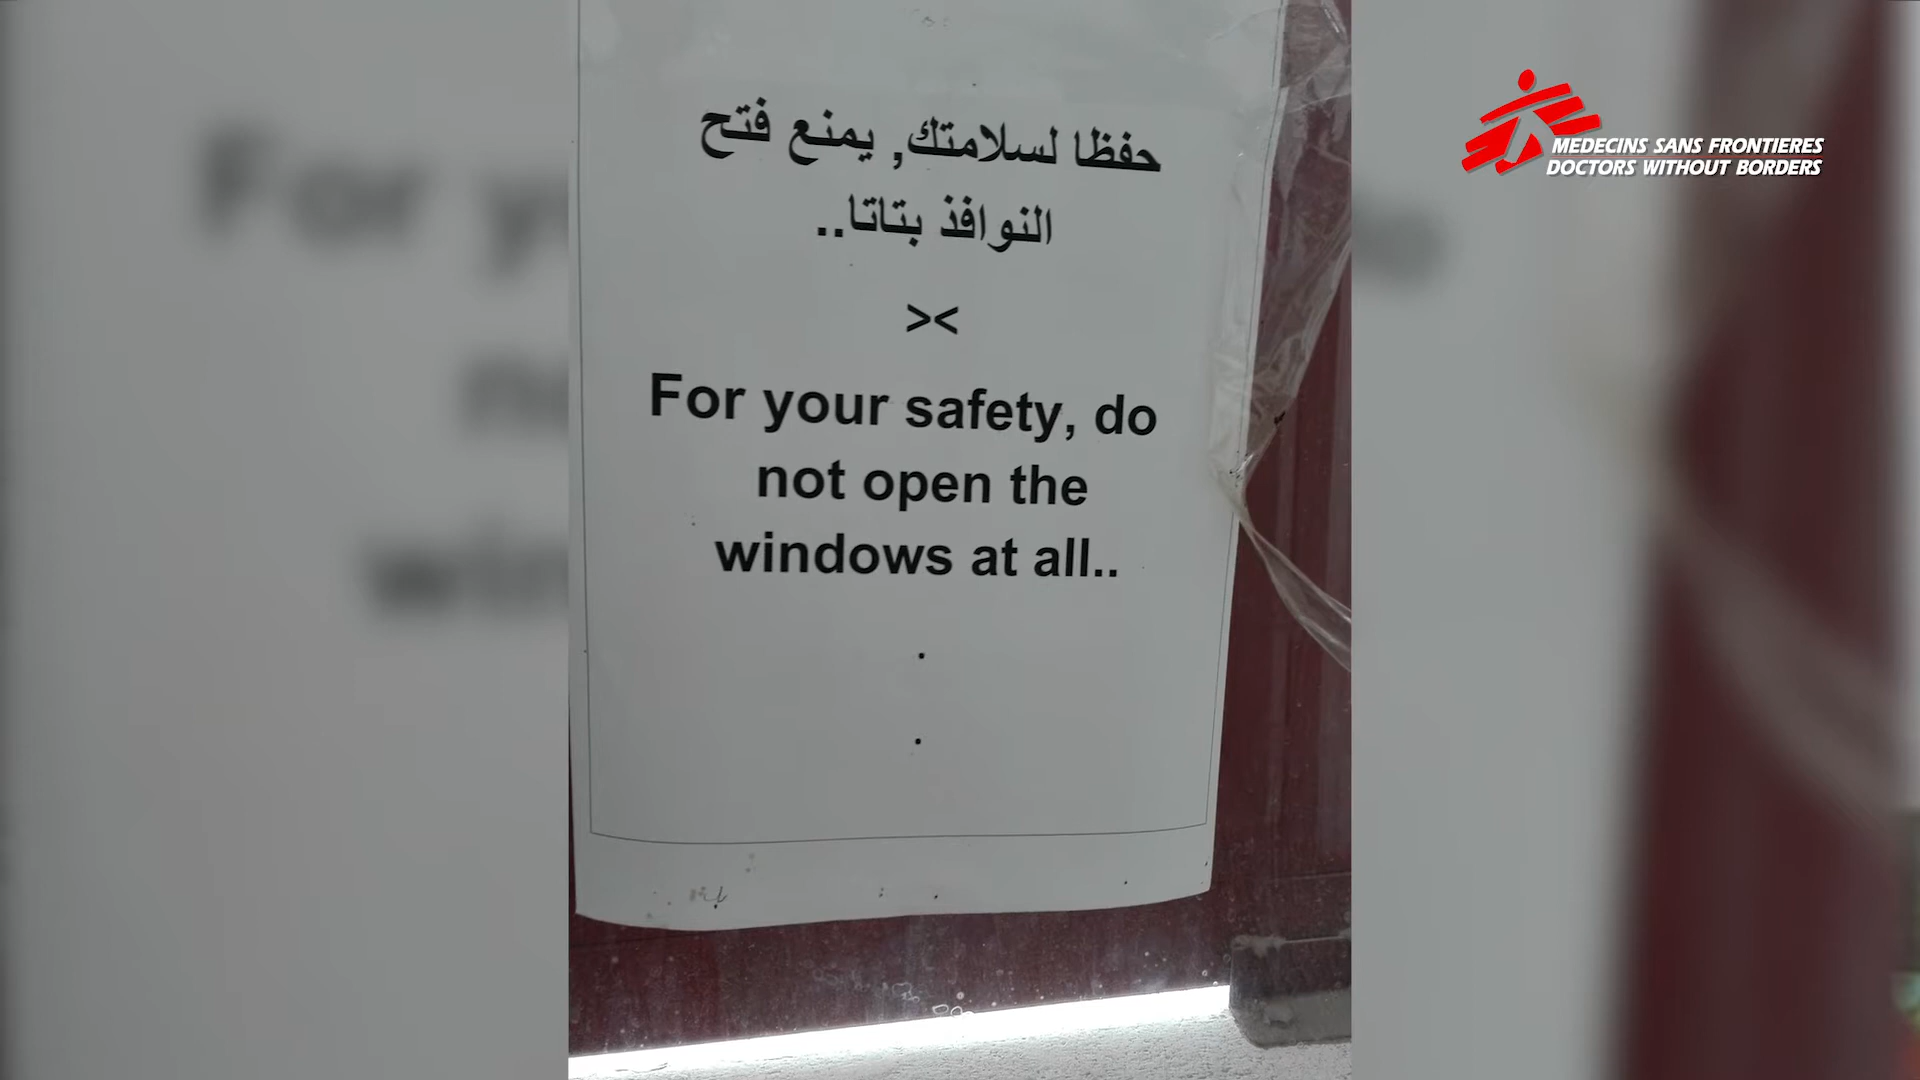 حفظا لسلامتك, يمنع فتح
النوافذ بتاتا..
><
For your safety, do
not open the
windows at all..
.
.
MEDECINS SANS FRONTIERES
DOCTORS WITHOUT BORDERS